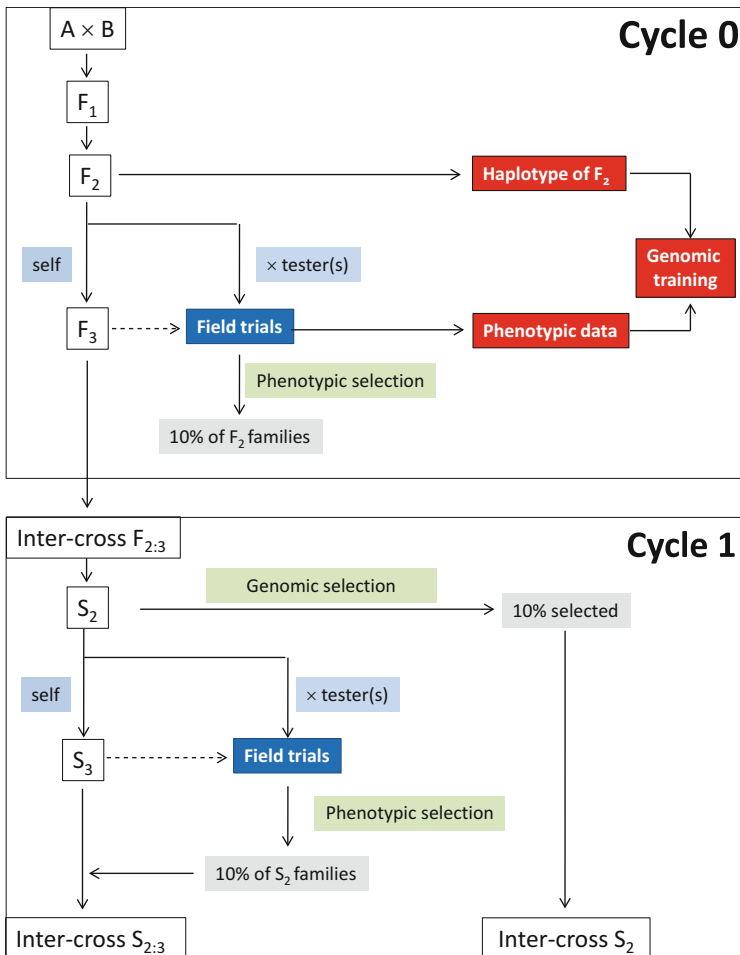 A × B
Cycle 0
F₁
F₂
Haplotype of F₂
self
× tester(s)
Genomic
training
F₃
Field trials
Phenotypic data
Phenotypic selection
10% of F₂ families
Inter-cross F₂:₃
Cycle 1
Genomic selection
S₂
10% selected
self
× tester(s)
S₃
Field trials
Phenotypic selection
10% of S₂ families
Inter-cross S₂:₃
Inter-cross S₂